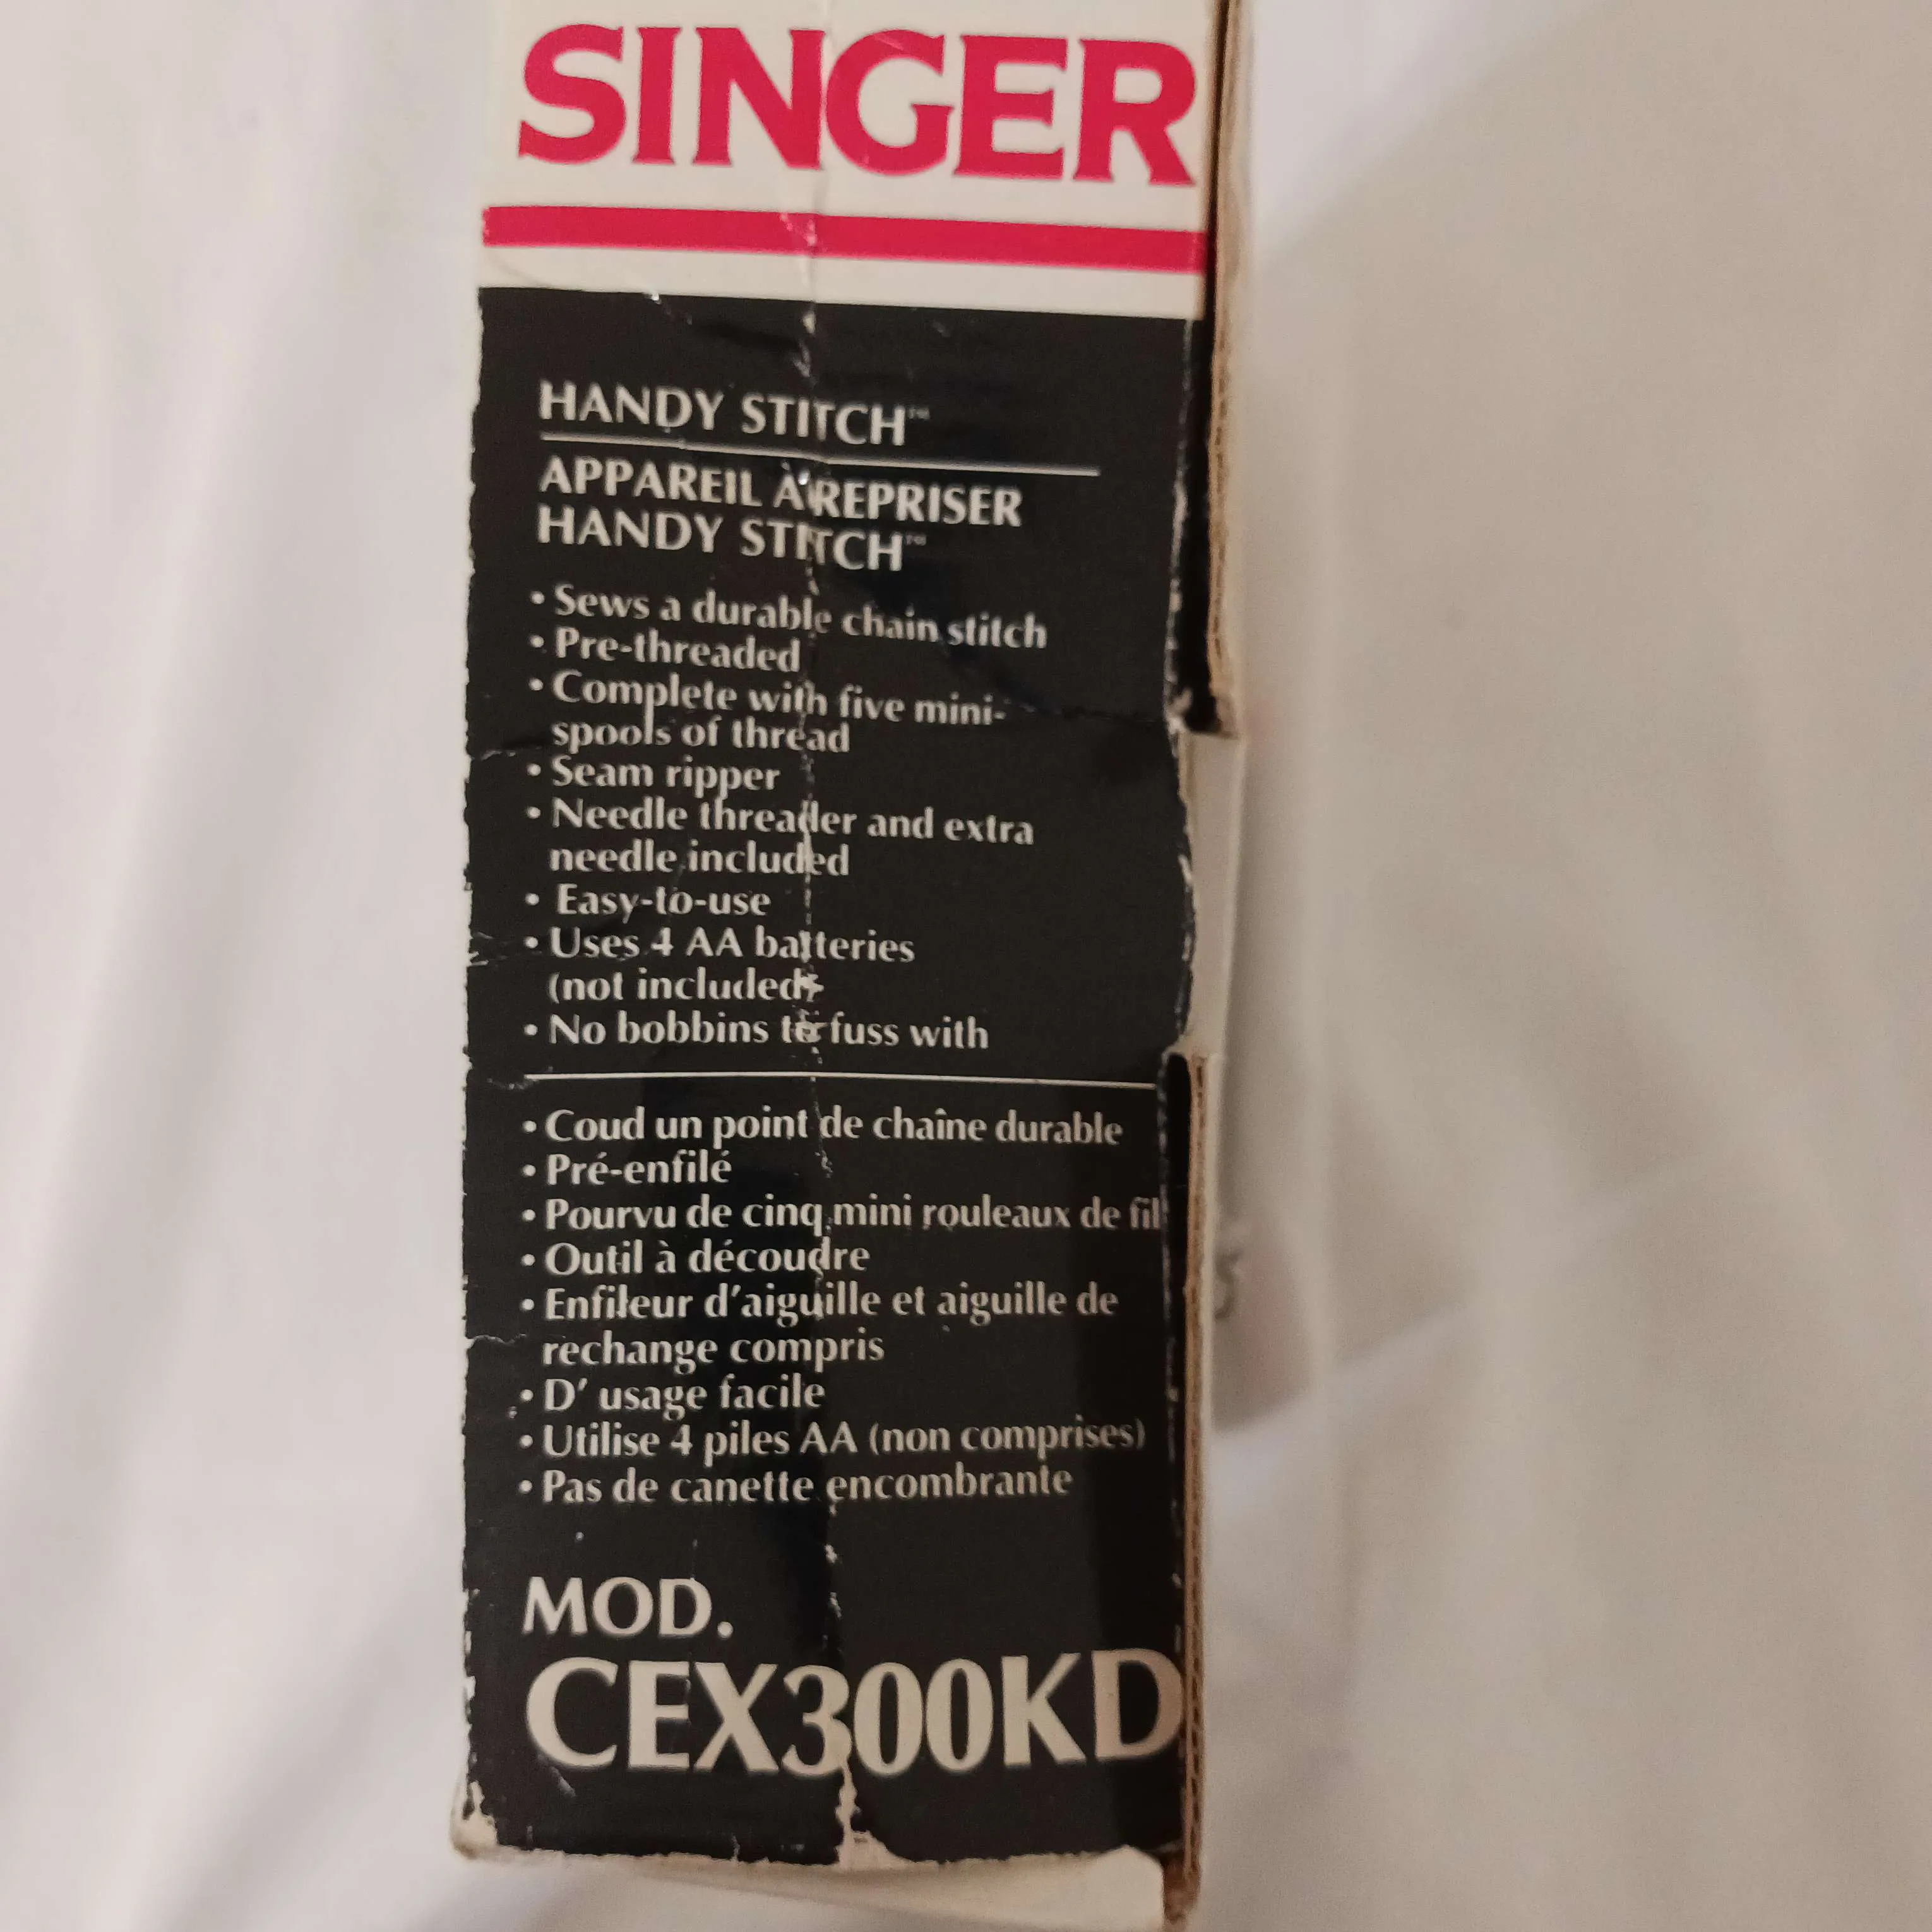 SINGER
HANDY STITCH™
APPAREIL À REPRISER
HANDY STITCH™
• Sews a durable chain stitch
• Pre-threaded
• Complete with five mini-
spools of thread
• Seam ripper
• Needle threader and extra
needle included
• Easy-to-use
• Uses 4 AA batteries
(not included)
• No bobbins to fuss with
• Coud un point de chaîne durable
• Pré-enfilé
• Pourvu de cinq mini rouleaux de fil
• Outil à découdre
• Enfileur d'aiguille et aiguille de
rechange compris
• D' usage facile
• Utilise 4 piles AA (non comprises)
• Pas de canette encombrante
MOD.
CEX300KD